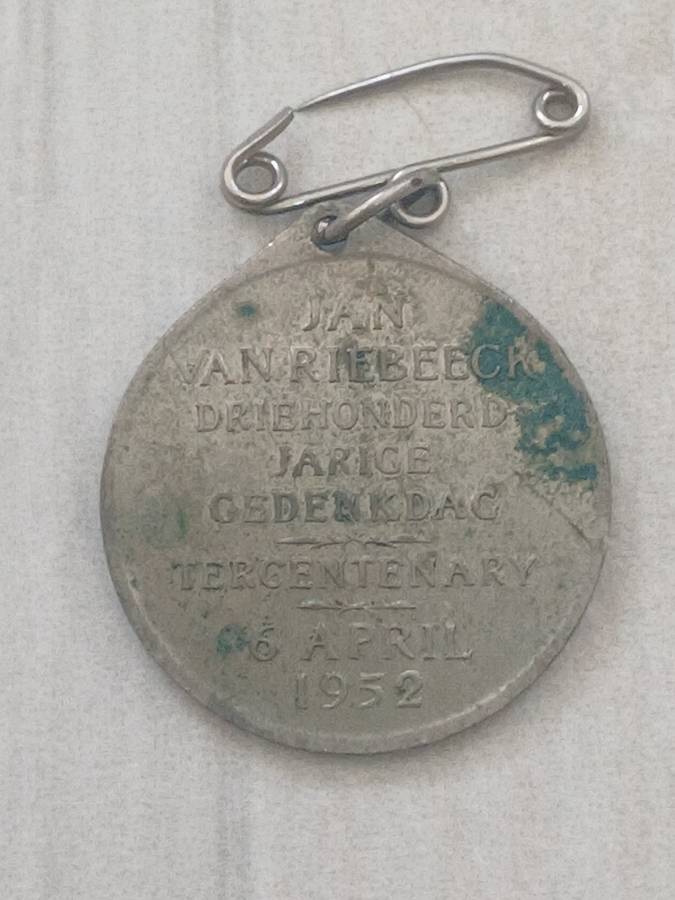 JAN
VAN RIEBEECK
DRIEHONDERD
JARIGE
GEDENKDAG
TERCENTENARY
6 APRIL
1952